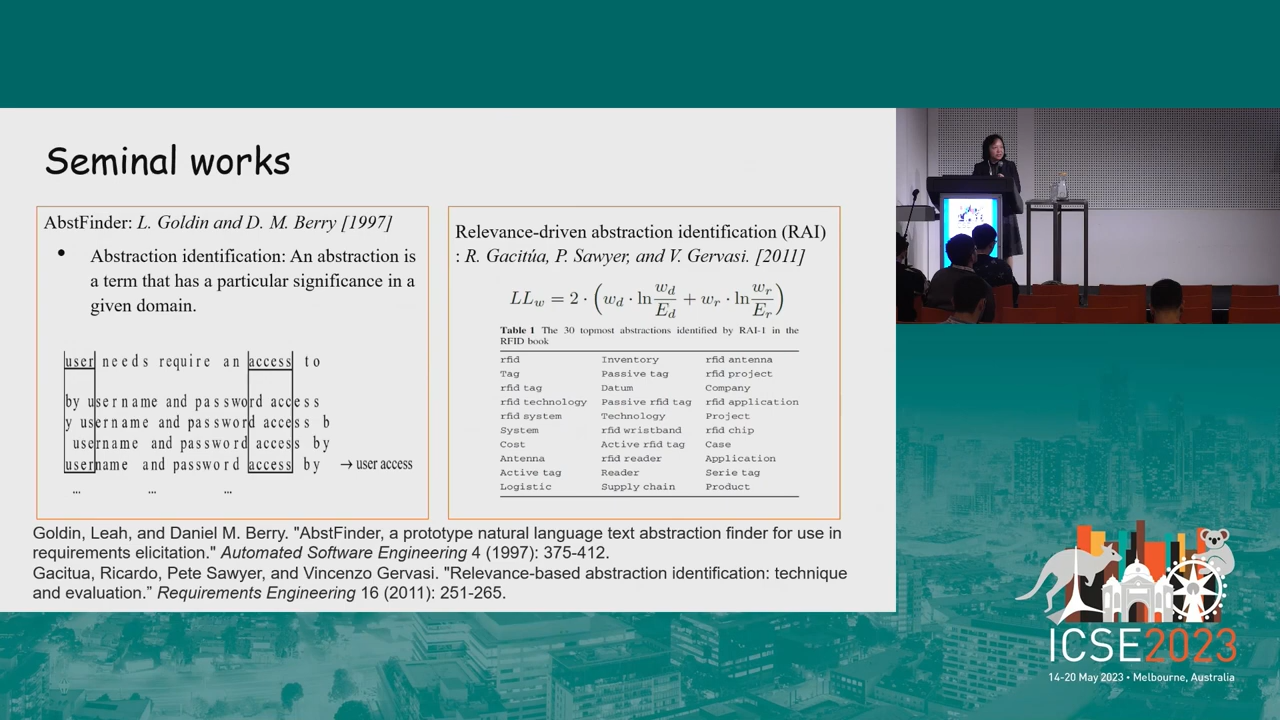 Seminal works
AbstFinder: L. Goldin and D. M. Berry [1997]
• Abstraction identification: An abstraction is
a term that has a particular significance in a
given domain.
user needs require an access to
by username and password access
y username and password access b
username and password access by
username and password access by → user access
... ... ...
Relevance-driven abstraction identification (RAI)
: R. Gacitúa, P. Sawyer, and V. Gervasi. [2011]
LL_w = 2 · (w_d · ln w_d/E_d + w_r · ln w_r/E_r)
Table 1 The 30 topmost abstractions identified by RAI-1 in the
RFID book
rfid Inventory rfid antenna
Tag Passive tag rfid project
rfid tag Datum Company
rfid technology Passive rfid tag rfid application
rfid system Technology Project
System rfid wristband rfid chip
Cost Active rfid tag Case
Antenna rfid reader Application
Active tag Reader Serie tag
Logistic Supply chain Product
Goldin, Leah, and Daniel M. Berry. "AbstFinder, a prototype natural language text abstraction finder for use in
requirements elicitation." Automated Software Engineering 4 (1997): 375-412.
Gacitua, Ricardo, Pete Sawyer, and Vincenzo Gervasi. "Relevance-based abstraction identification: technique
and evaluation.” Requirements Engineering 16 (2011): 251-265.
ICSE2023
14-20 May 2023 • Melbourne, Australia